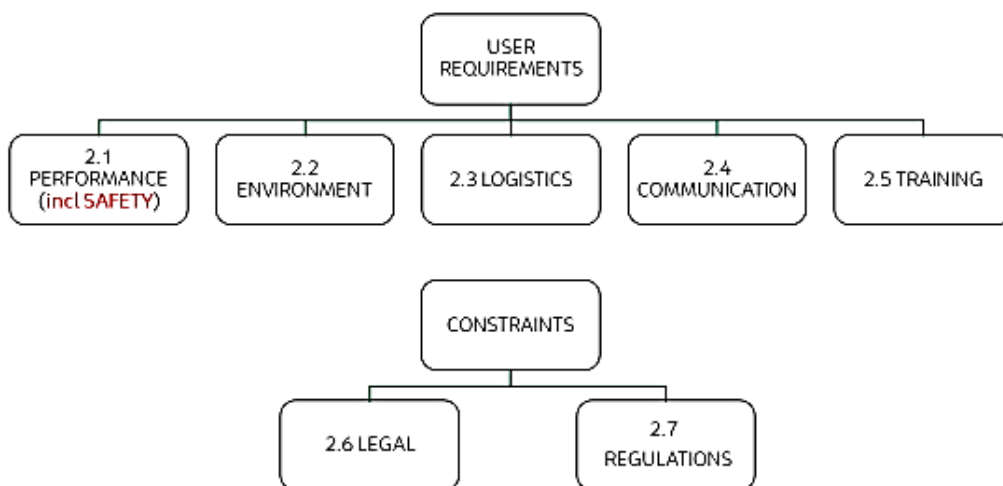 USER
REQUIREMENTS
2.1
PERFORMANCE
(incl SAFETY)
2.2
ENVIRONMENT
2.3 LOGISTICS
2.4
COMMUNICATION
2.5 TRAINING
CONSTRAINTS
2.6 LEGAL
2.7
REGULATIONS